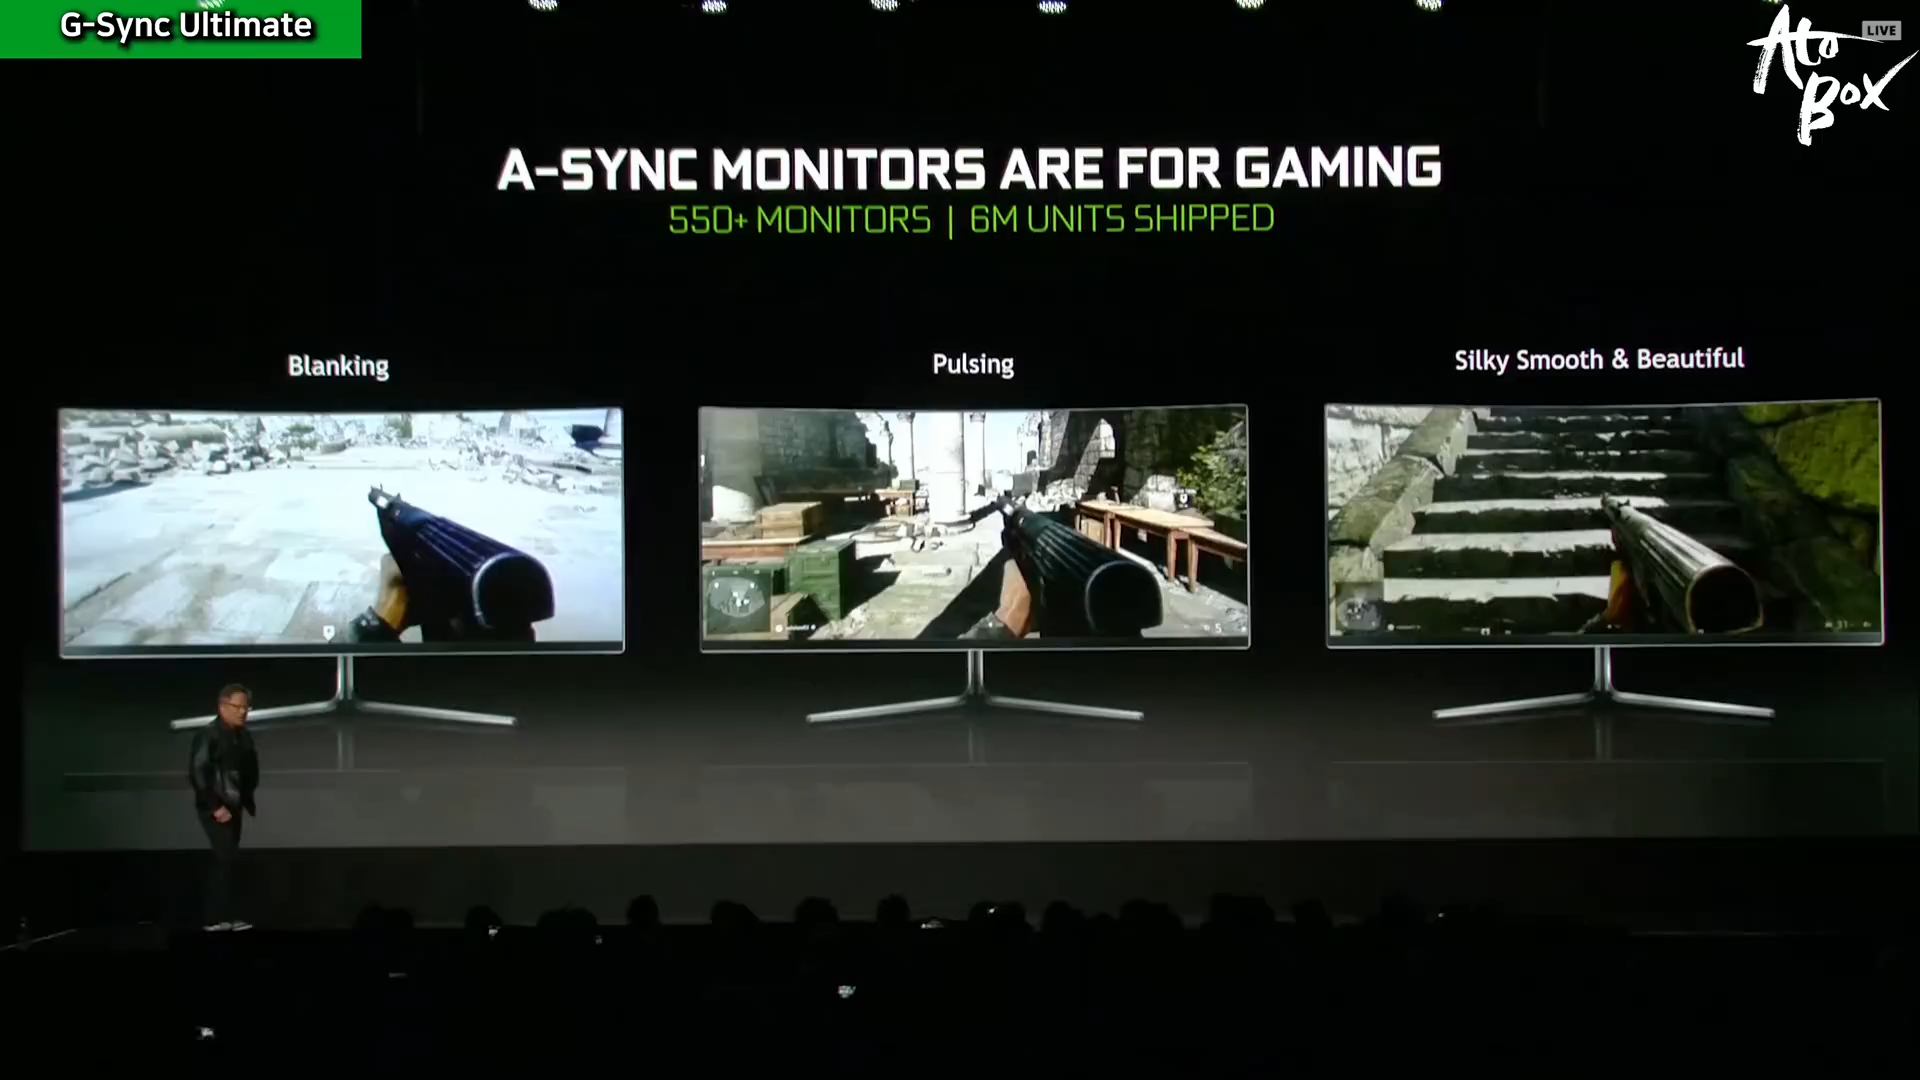 G-Sync Ultimate
LIVE
Ato
Box
A-SYNC MONITORS ARE FOR GAMING
550+ MONITORS | 6M UNITS SHIPPED
Blanking
Pulsing
Silky Smooth & Beautiful